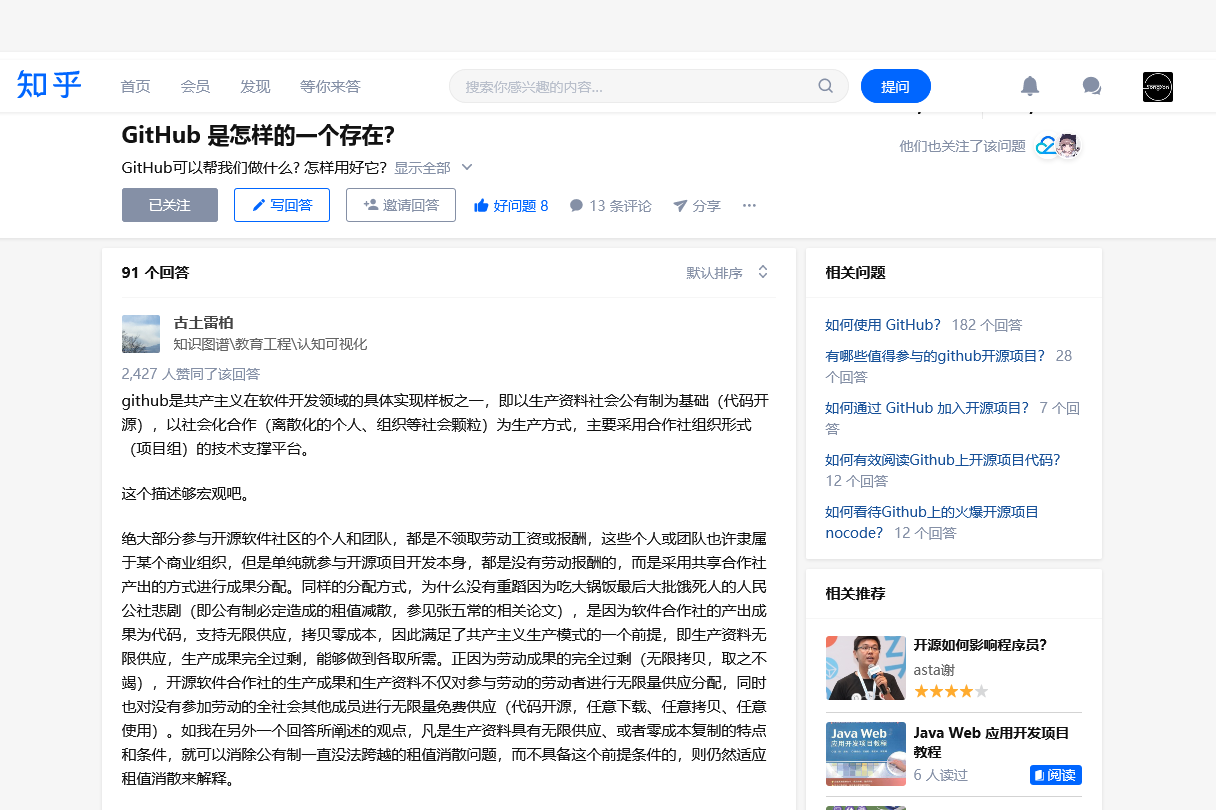 知乎
首页 会员 发现 等你来答
搜索你感兴趣的内容...
提问
GitHub 是怎样的一个存在?
他们也关注了该问题
GitHub可以帮我们做什么? 怎样用好它? 显示全部
已关注 写回答 邀请回答 好问题 8 13 条评论 分享 ...
91 个回答
默认排序
古土雷柏
知识图谱\教育工程\认知可视化
2,427 人赞同了该回答
github是共产主义在软件开发领域的具体实现样板之一，即以生产资料社会公有制为基础（代码开
源），以社会化合作（离散化的个人、组织等社会颗粒）为生产方式，主要采用合作社组织形式
（项目组）的技术支撑平台。
这个描述够宏观吧。
绝大部分参与开源软件社区的个人和团队，都是不领取劳动工资或报酬，这些个人或团队也许隶属
于某个商业组织，但是单纯就参与开源项目开发本身，都是没有劳动报酬的，而是采用共享合作社
产出的方式进行成果分配。同样的分配方式，为什么没有重蹈因为吃大锅饭最后大批饿死人的人民
公社悲剧（即公有制必定造成的租值减散，参见张五常的相关论文），是因为软件合作社的产出成
果为代码，支持无限供应，拷贝零成本，因此满足了共产主义生产模式的一个前提，即生产资料无
限供应，生产成果完全过剩，能够做到各取所需。正因为劳动成果的完全过剩（无限拷贝，取之不
竭），开源软件合作社的生产成果和生产资料不仅对参与劳动的劳动者进行无限量供应分配，同时
也对没有参加劳动的全社会其他成员进行无限量免费供应（代码开源，任意下载、任意拷贝、任意
使用）。如我在另外一个回答所阐述的观点，凡是生产资料具有无限供应、或者零成本复制的特点
和条件，就可以消除公有制一直没法跨越的租值消散问题，而不具备这个前提条件的，则仍然适应
租值消散来解释。
相关问题
如何使用 GitHub? 182 个回答
有哪些值得参与的github开源项目? 28
个回答
如何通过 GitHub 加入开源项目? 7 个回
答
如何有效阅读Github上开源项目代码?
12 个回答
如何看待Github上的火爆开源项目
nocode? 12 个回答
相关推荐
开源如何影响程序员?
asta谢
Java Web
应用开发项目教程
Java Web 应用开发项目
教程
6 人读过
阅读